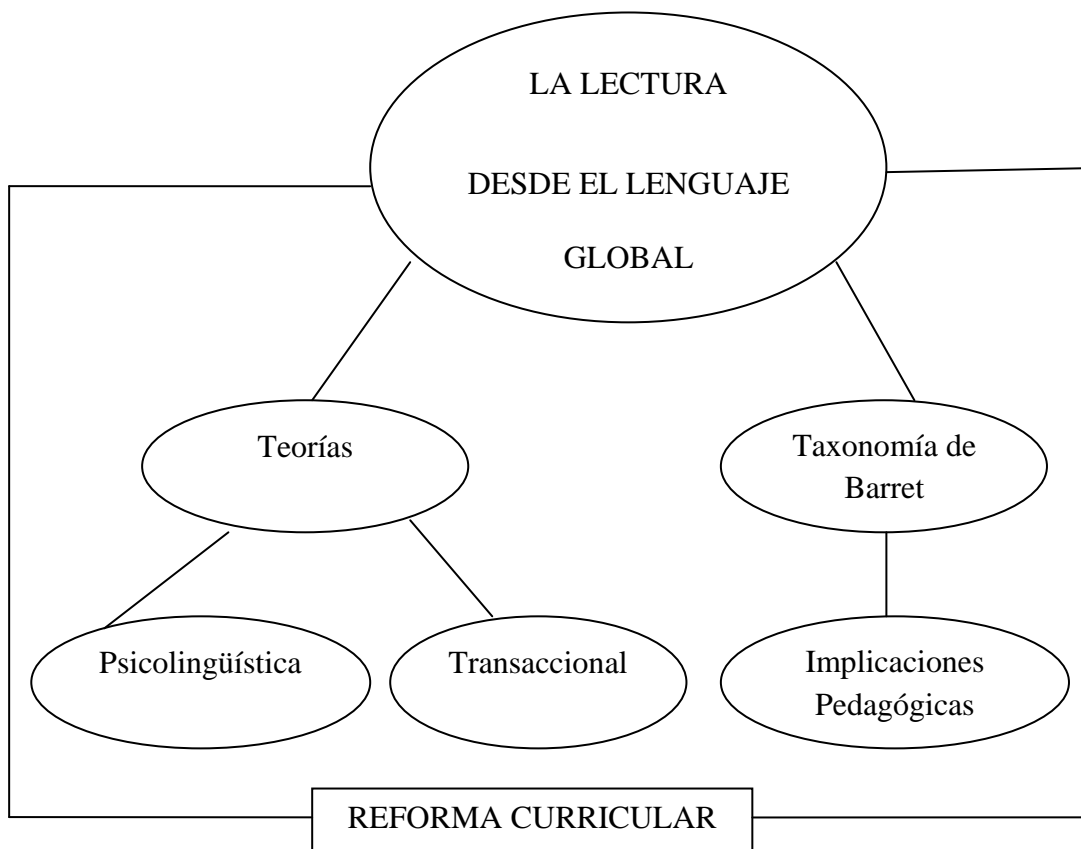 LA LECTURA
DESDE EL LENGUAJE
GLOBAL
Teorías
Taxonomía de
Barret
Psicolingüística
Transaccional
Implicaciones
Pedagógicas
REFORMA CURRICULAR